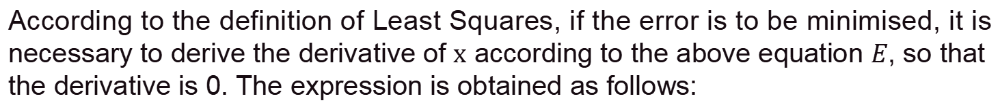 According to the definition of Least Squares, if the error is to be minimised, it is
necessary to derive the derivative of x according to the above equation E, so that
the derivative is 0. The expression is obtained as follows: